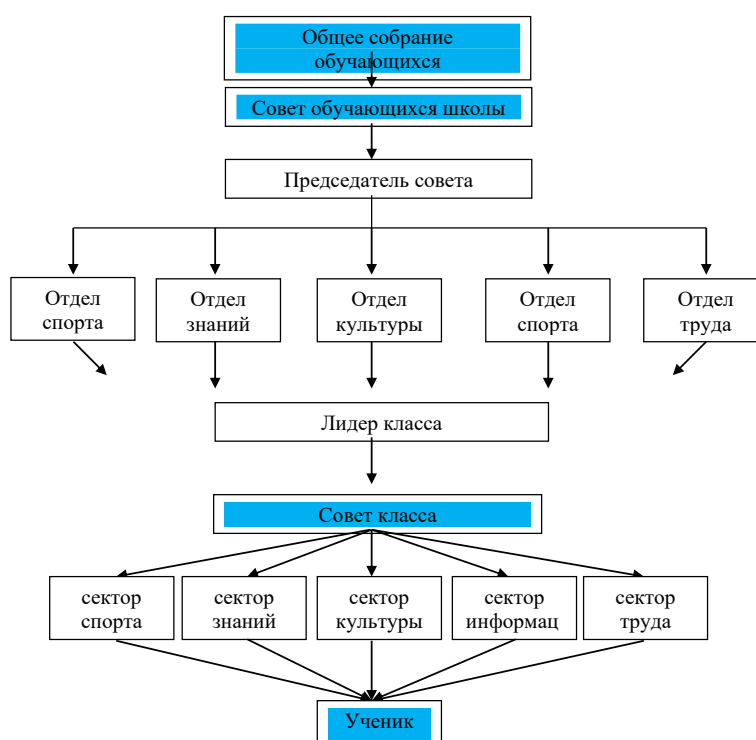 Общее собрание
обучающихся
Совет обучающихся школы
Председатель совета
Отдел
спорта
Отдел
знаний
Отдел
культуры
Отдел
спорта
Отдел
труда
Лидер класса
Совет класса
сектор
спорта
сектор
знаний
сектор
культуры
сектор
информац
сектор
труда
Ученик